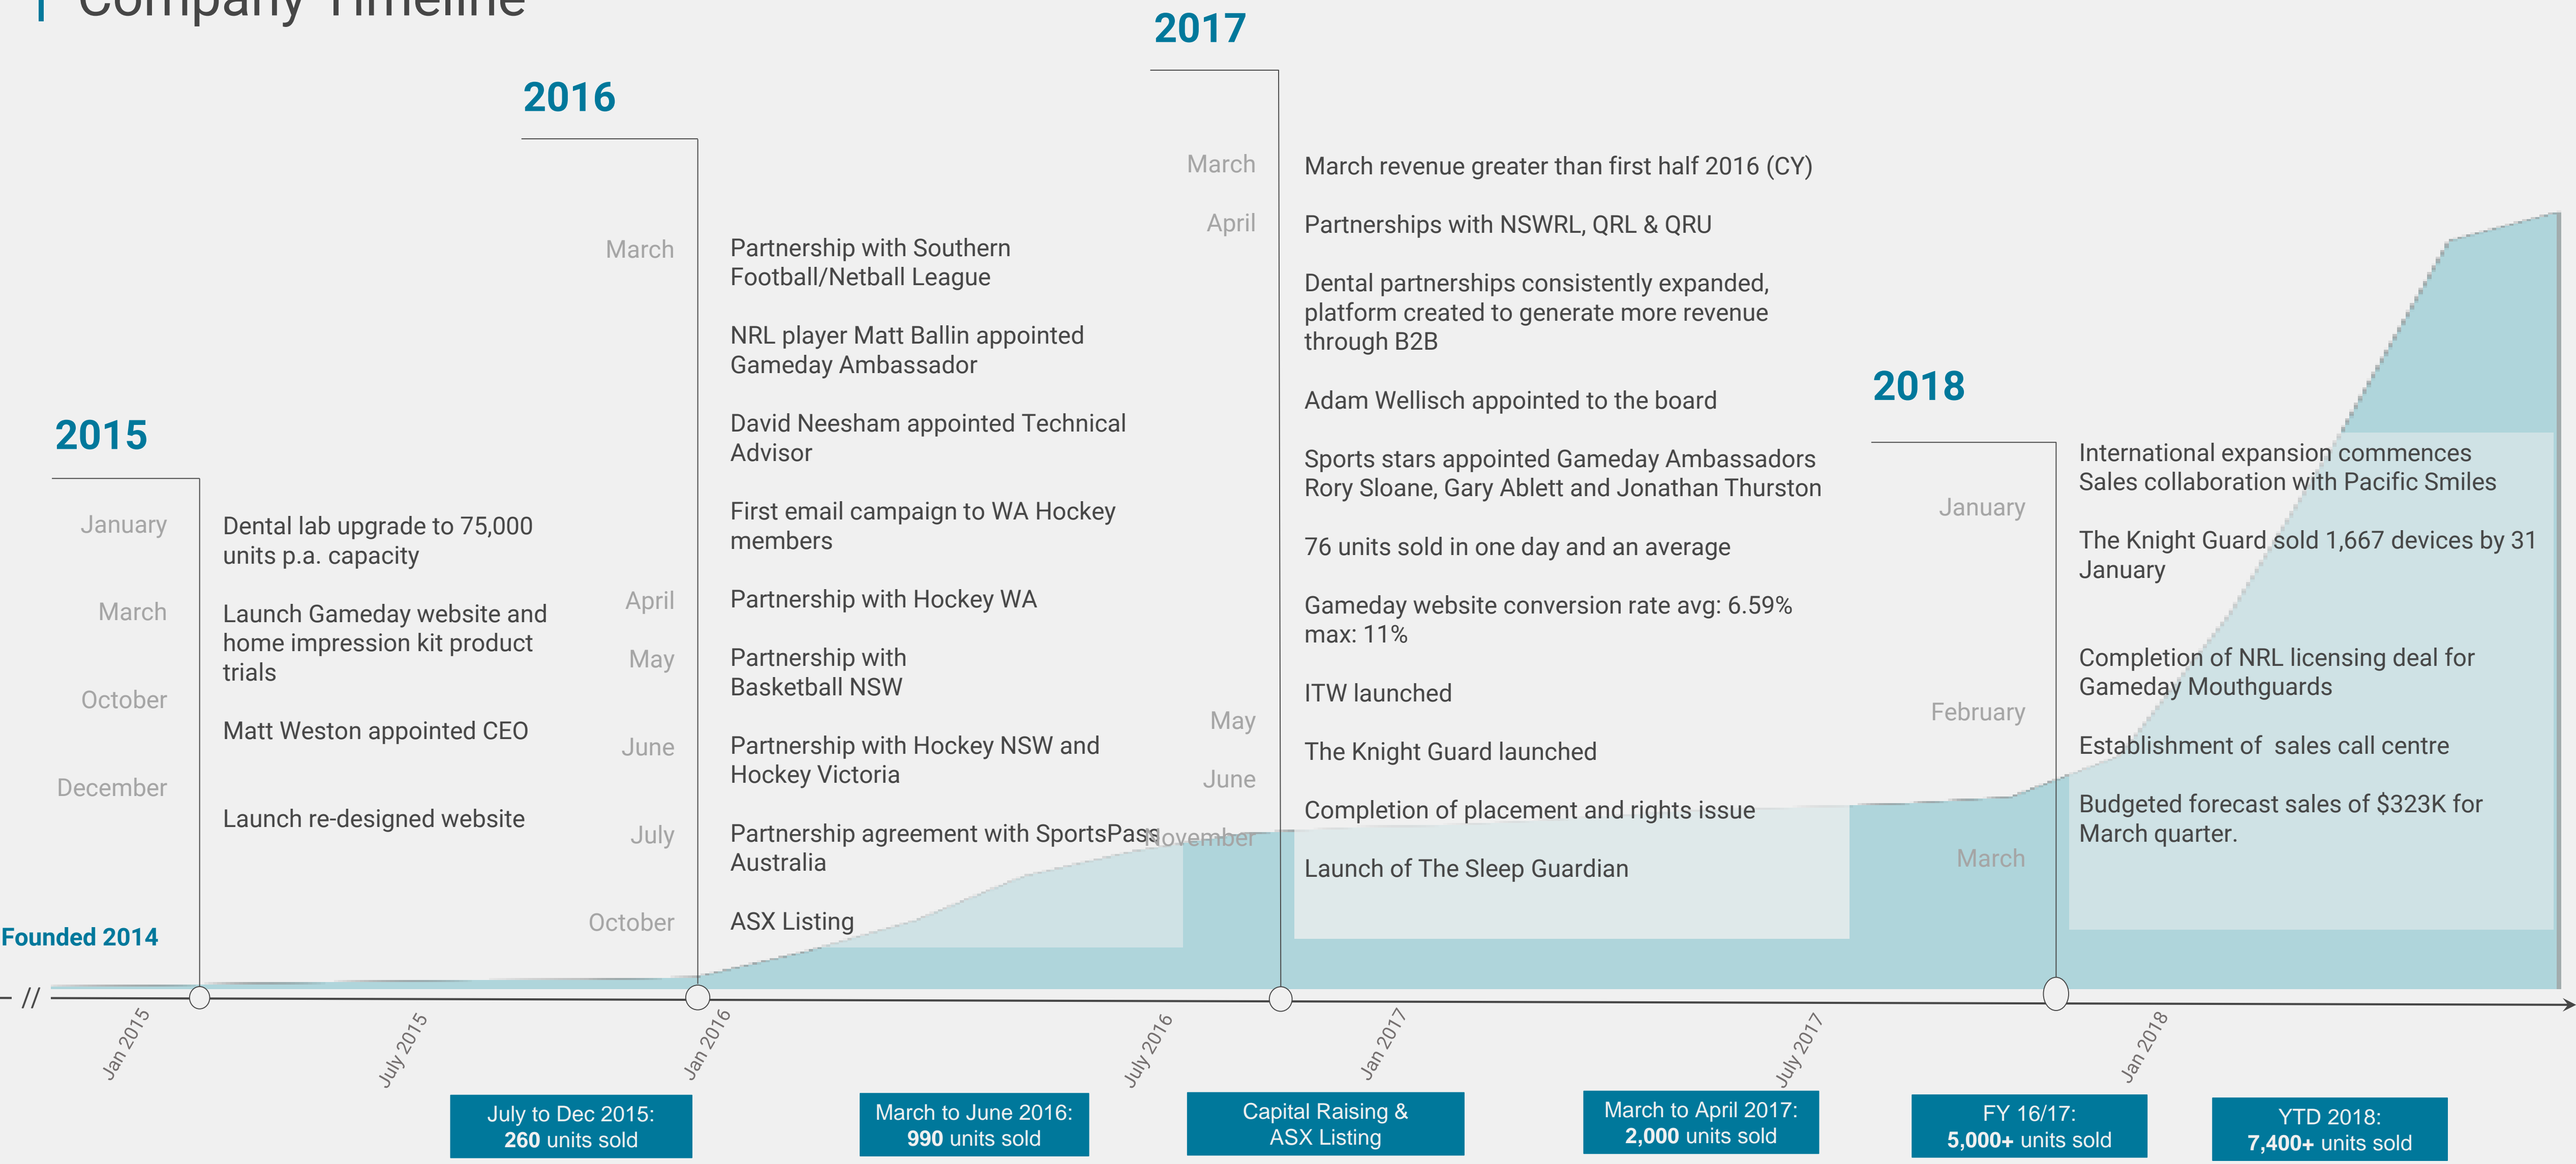 Company Timeline
2015
January
Dental lab upgrade to 75,000
units p.a. capacity
March
Launch Gameday website and
home impression kit product
trials
October
Matt Weston appointed CEO
December
Launch re-designed website
Founded 2014
2016
March
Partnership with Southern
Football/Netball League
NRL player Matt Ballin appointed
Gameday Ambassador
David Neesham appointed Technical
Advisor
First email campaign to WA Hockey
members
April
Partnership with Hockey WA
May
Partnership with
Basketball NSW
June
Partnership with Hockey NSW and
Hockey Victoria
July
Partnership agreement with SportsPass
Australia
October
ASX Listing
2017
March
March revenue greater than first half 2016 (CY)
April
Partnerships with NSWRL, QRL & QRU
Dental partnerships consistently expanded,
platform created to generate more revenue
through B2B
Adam Wellisch appointed to the board
Sports stars appointed Gameday Ambassadors
Rory Sloane, Gary Ablett and Jonathan Thurston
76 units sold in one day and an average
Gameday website conversion rate avg: 6.59%
max: 11%
ITW launched
May
The Knight Guard launched
June
Completion of placement and rights issue
November
Launch of The Sleep Guardian
2018
International expansion commences
Sales collaboration with Pacific Smiles
January
The Knight Guard sold 1,667 devices by 31
January
Completion of NRL licensing deal for
Gameday Mouthguards
February
Establishment of  sales call centre
Budgeted forecast sales of $323K for
March quarter.
March
//
Jan 2015
July 2015
Jan 2016
July 2016
Jan 2017
July 2017
Jan 2018
July to Dec 2015:
260 units sold
March to June 2016:
990 units sold
Capital Raising &
ASX Listing
March to April 2017:
2,000 units sold
FY 16/17:
5,000+ units sold
YTD 2018:
7,400+ units sold